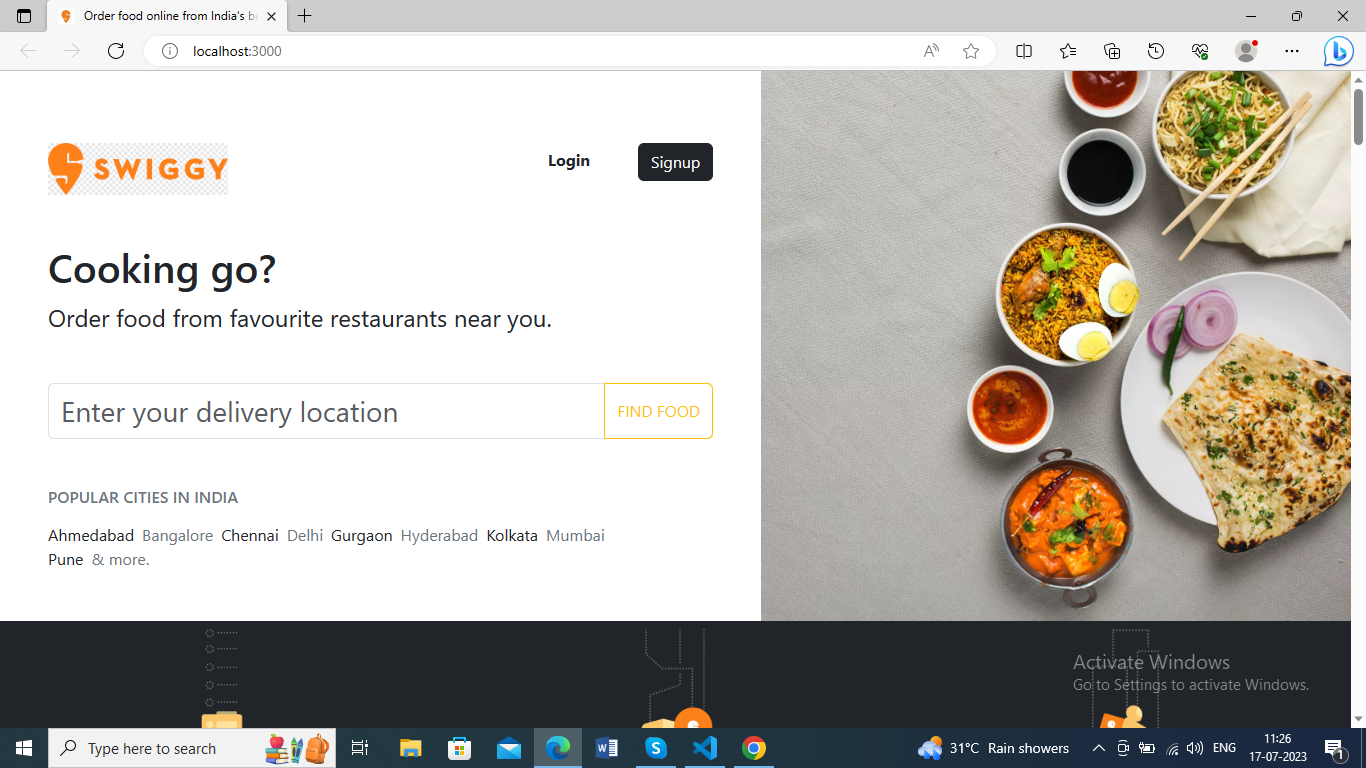 Order food online from India's be
localhost:3000
SWIGGY
Login
Signup
Cooking go?
Order food from favourite restaurants near you.
Enter your delivery location
FIND FOOD
POPULAR CITIES IN INDIA
Ahmedabad Bangalore Chennai Delhi Gurgaon Hyderabad Kolkata Mumbai
Pune & more.
Activate Windows
Go to Settings to activate Windows.
Type here to search
31°C Rain showers
ENG
11:26
17-07-2023
1